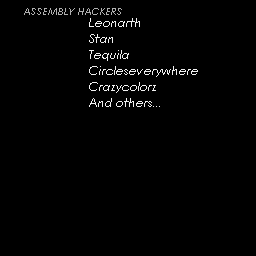 ASSEMBLY HACKERS
Leonarth
Stan
Tequila
Circleseverywhere
Crazycolorz
And others...